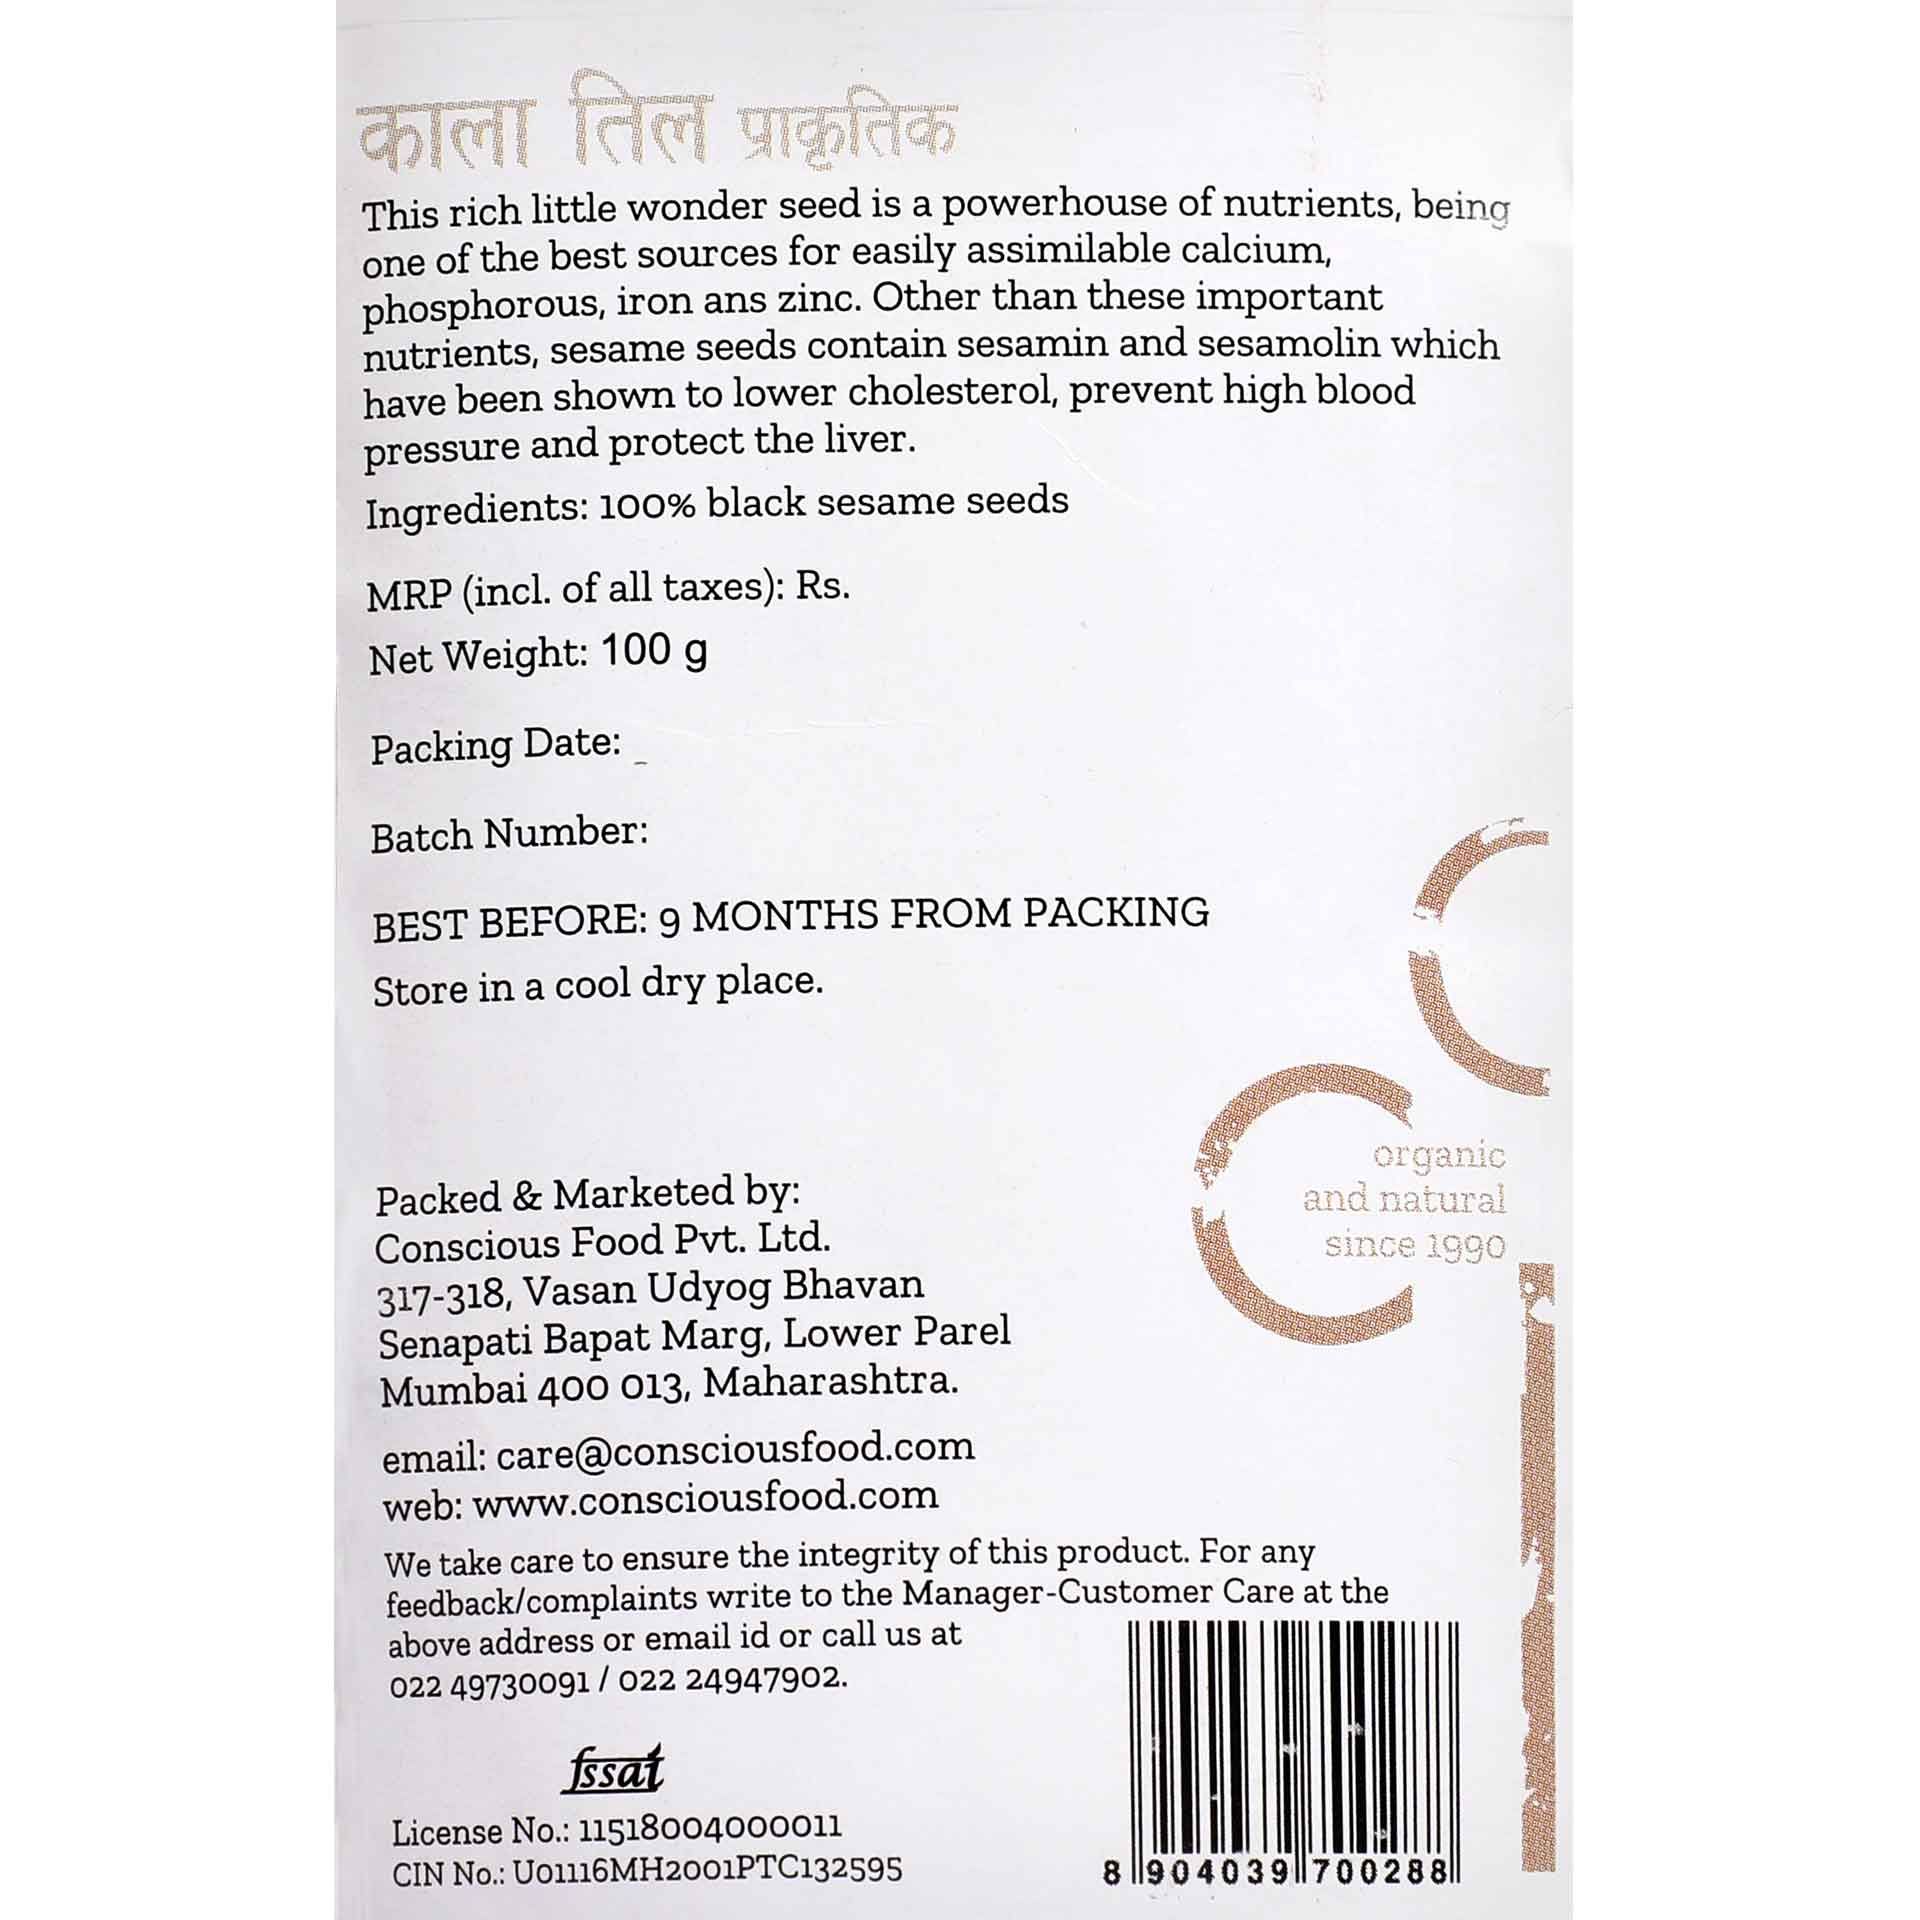 काला तिल प्राकृतिक
This rich little wonder seed is a powerhouse of nutrients, being
one of the best sources for easily assimilable calcium,
phosphorous, iron ans zinc. Other than these important
nutrients, sesame seeds contain sesamin and sesamolin which
have been shown to lower cholesterol, prevent high blood
pressure and protect the liver.
Ingredients: 100% black sesame seeds
MRP (incl. of all taxes): Rs.
Net Weight: 100 g
Packing Date:
Batch Number:
BEST BEFORE: 9 MONTHS FROM PACKING
Store in a cool dry place.
organic
and natural
since 1990
Packed & Marketed by:
Conscious Food Pvt. Ltd.
317-318, Vasan Udyog Bhavan
Senapati Bapat Marg, Lower Parel
Mumbai 400 013, Maharashtra.
email: care@consciousfood.com
web: www.consciousfood.com
We take care to ensure the integrity of this product. For any
feedback/complaints write to the Manager-Customer Care at the
above address or email id or call us at
022 49730091 / 022 24947902.
fssai
License No.: 11518004000011
CIN No.: U01116MH2001PTC132595
8 904039 700288